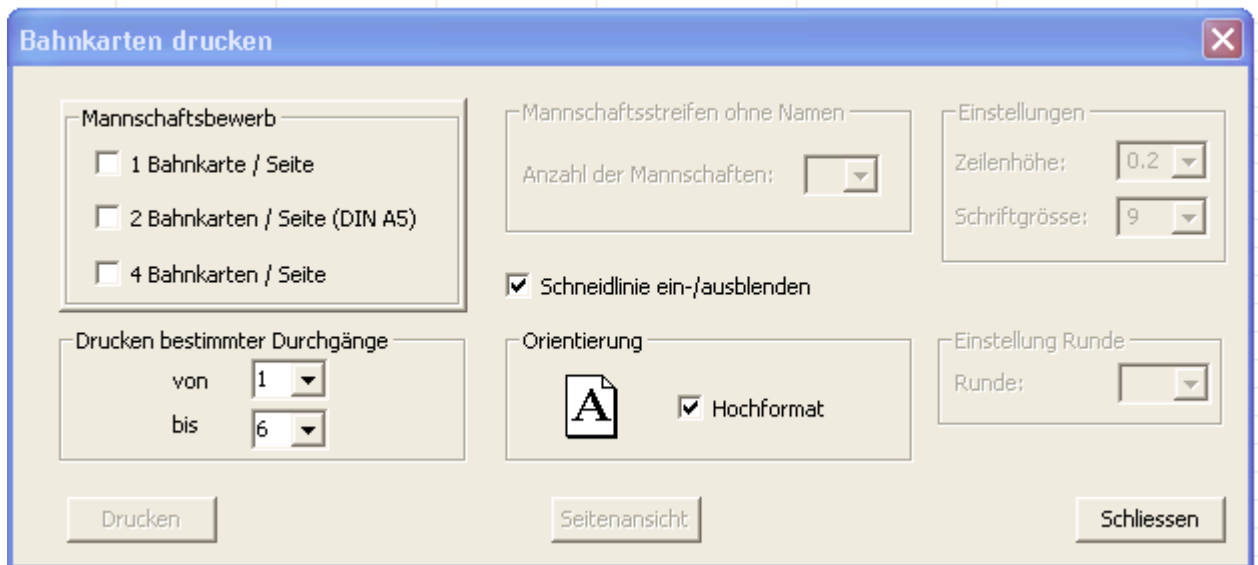 Bahnkarten drucken
Mannschaftsbewerb
1 Bahnkarte / Seite
2 Bahnkarten / Seite (DIN A5)
4 Bahnkarten / Seite
Mannschaftsstreifen ohne Namen
Anzahl der Mannschaften:
Einstellungen
Zeilenhöhe: 0.2
Schriftgrösse: 9
Schneidlinie ein-/ausblenden
Drucken bestimmter Durchgänge
von 1
bis 6
Orientierung
A Hochformat
Einstellung Runde
Runde:
Drucken
Seitenansicht
Schliessen